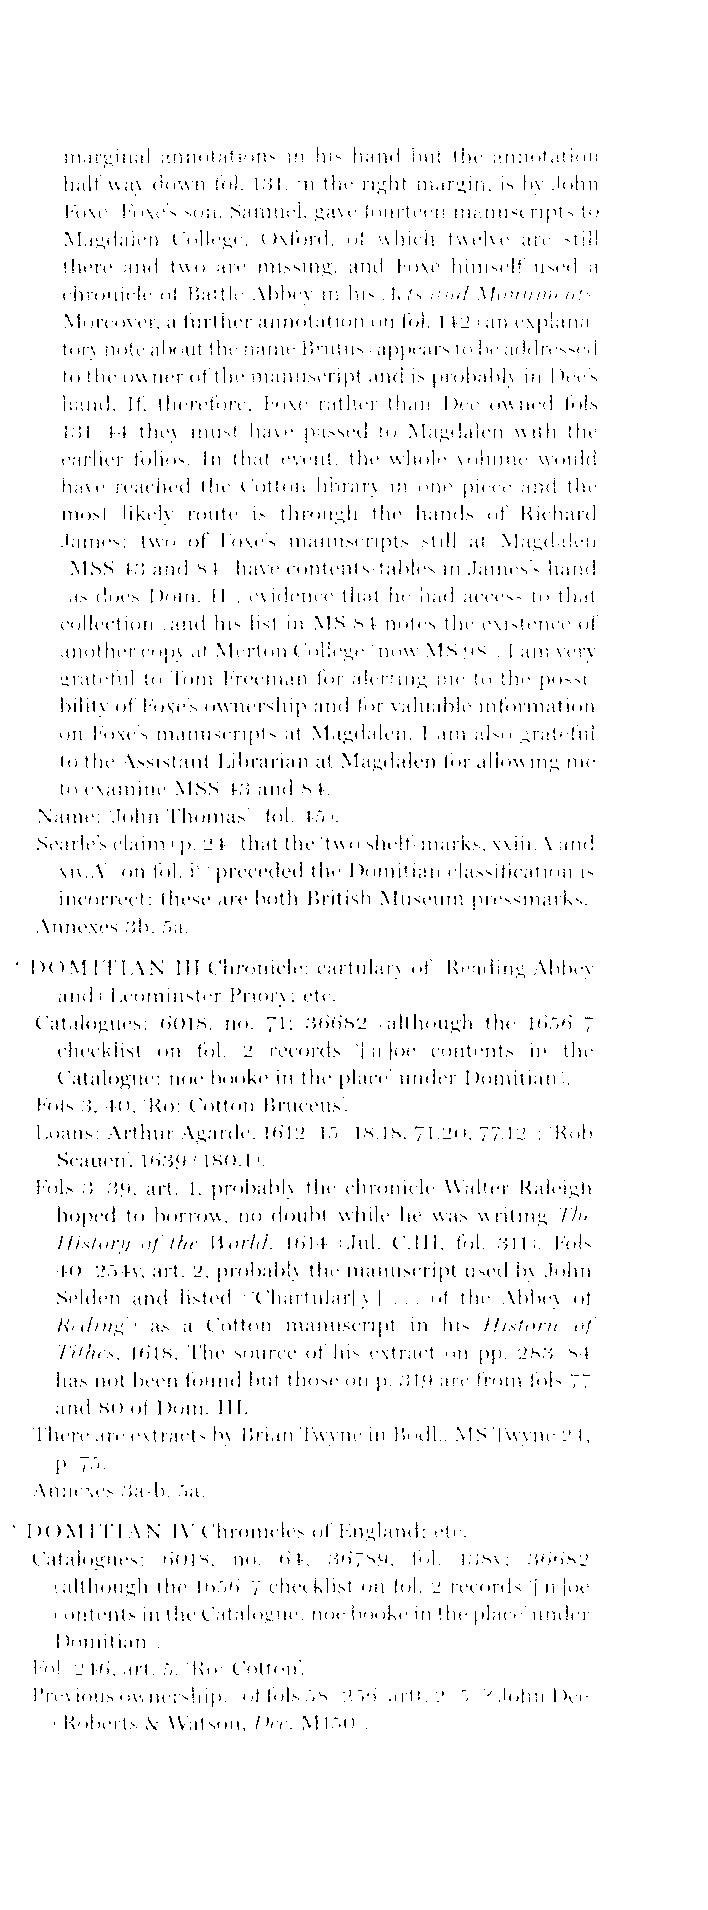 marginal annotations in his hand but the annotation
half way down fol. 131, in the right margin, is by John
Foxe. Foxe's son, Samuel, gave fourteen manuscripts to
Magdalen College, Oxford, of which twelve are still
there and two are missing, and Foxe himself used a
chronicle of Battle Abbey in his Acts and Monuments.
Moreover, a further annotation on fol. 142 (an explana-
tory note about the name Brutus) appears to be addressed
to the owner of the manuscript and is probably in Dee's
hand. If, therefore, Foxe rather than Dee owned fols
131–44 they must have passed to Magdalen with the
earlier folios. In that event, the whole volume would
have reached the Cotton library in one piece and the
most likely route is through the hands of Richard
James: two of Foxe's manuscripts still at Magdalen
(MSS 43 and 84) have contents-tables in James's hand
(as does Dom. II), evidence that he had access to that
collection (and his list in MS 84 notes the existence of
another copy at Merton College (now MS 98)). I am very
grateful to Tom Freeman for alerting me to the possi-
bility of Foxe's ownership and for valuable information
on Foxe's manuscripts at Magdalen. I am also grateful
to the Assistant Librarian at Magdalen for allowing me
to examine MSS 43 and 84.
Name: 'John Thomas' (fol. 45v).
Searle's claim (p. 24) that the 'two shelf-marks, xxiii.A and
xiv.A' (on fol. i) 'preceded the Domitian classification' is
incorrect: these are both British Museum pressmarks.
Annexes 3b, 5a.
* DOMITIAN III Chronicle; cartulary of (Reading Abbey
and) Leominster Priory; etc.
Catalogues: 6018, no. 71; 36682 (although the 1656–7
checklist on fol. 2 records '[n]oe contents in the
Catalogue: noe booke in the place' under Domitian).
Fols 3, 40, 'Ro: Cotton Bruceus'.
Loans: Arthur Agarde, 1612–15 (48.18, 71.20, 77.12); 'Rob
Scauen', 1639 (180.1).
Fols 3–39, art. 1, probably the chronicle Walter Raleigh
hoped to borrow, no doubt while he was writing The
History of the World, 1614 (Jul. C.III, fol. 311). Fols
40–254v, art. 2, probably the manuscript used by John
Selden and listed ('Chartular[y] . . . of the Abbey of
Reding') as a Cotton manuscript in his Historie of
Tithes, 1618. The source of his extract on pp. 283–84
has not been found but those on p. 319 are from fols 77
and 80 of Dom. III.
There are extracts by Brian Twyne in Bodl., MS Twyne 24,
p. 75.
Annexes 3a-b, 5a.
* DOMITIAN IV Chronicles of England; etc.
Catalogues: 6018, no. 64, 36789, fol. 138v; 36682
(although the 1656–7 checklist on fol. 2 records '[n]oe
contents in the Catalogue, noe booke in the place' under
Domitian).
Fol. 246, art. 5, 'Ro: Cotton'.
Previous ownership: (of fols 58–256, arts. 2–5) ?John Dee
(Roberts & Watson, Dee, M150).